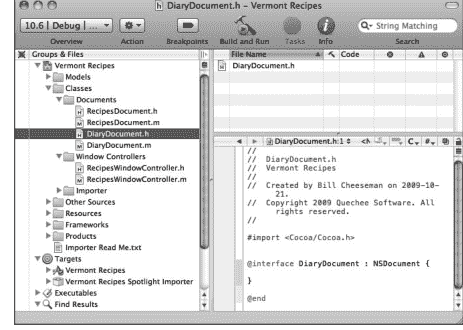 DiaryDocument.h – Vermont Recipes
10.6 | Debug | ...
String Matching
Overview
Action
Breakpoints
Build and Run
Tasks
Info
Search
Groups & Files
File Name
Code
Vermont Recipes
DiaryDocument.h
Models
Classes
Documents
RecipesDocument.h
RecipesDocument.m
DiaryDocument.h
DiaryDocument.m
Window Controllers
RecipesWindowController.h
RecipesWindowController.m
Importer
Other Sources
Resources
Frameworks
Products
Importer Read Me.txt
Targets
Vermont Recipes
Vermont Recipes Spotlight Importer
Executables
Find Results
DiaryDocument.h:1
//
// DiaryDocument.h
// Vermont Recipes
//
// Created by Bill Cheeseman on 2009-10-
21.
// Copyright 2009 Quechee Software. All
rights reserved.
//
#import <Cocoa/Cocoa.h>
@interface DiaryDocument : NSDocument {
}
@end